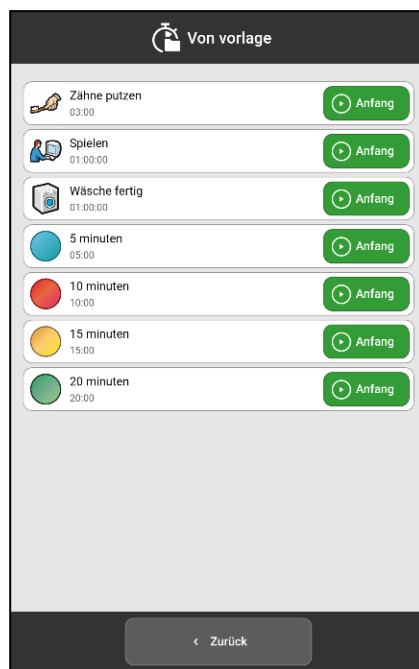 Von vorlage
Zähne putzen
03:00
Anfang
Spielen
01:00:00
Anfang
Wäsche fertig
01:00:00
Anfang
5 minuten
05:00
Anfang
10 minuten
10:00
Anfang
15 minuten
15:00
Anfang
20 minuten
20:00
Anfang
Zurück